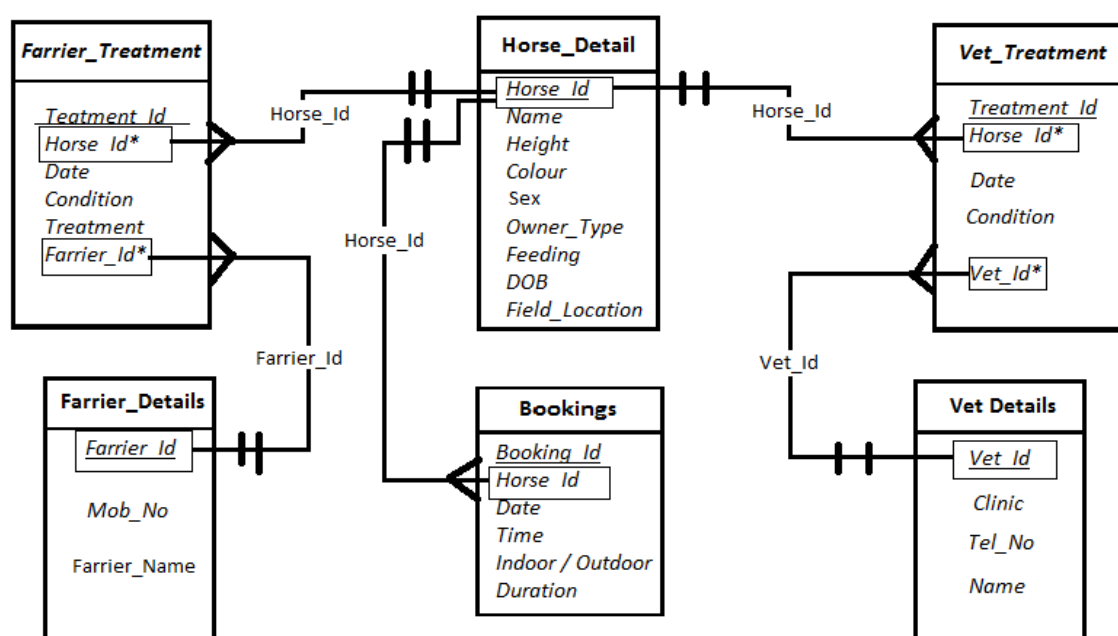 Farrier_Treatment
Teatment_Id
Horse_Id*
Date
Condition
Treatment
Farrier_Id*
Horse_Id
Horse_Detail
Horse_Id
Name
Height
Colour
Sex
Owner_Type
Feeding
DOB
Field_Location
Horse_Id
Vet_Treatment
Treatment_Id
Horse_Id*
Date
Condition
Vet_Id*
Horse_Id
Farrier_Id
Vet_Id
Farrier_Details
Farrier_Id
Mob_No
Farrier_Name
Bookings
Booking_Id
Horse_Id
Date
Time
Indoor / Outdoor
Duration
Vet Details
Vet_Id
Clinic
Tel_No
Name